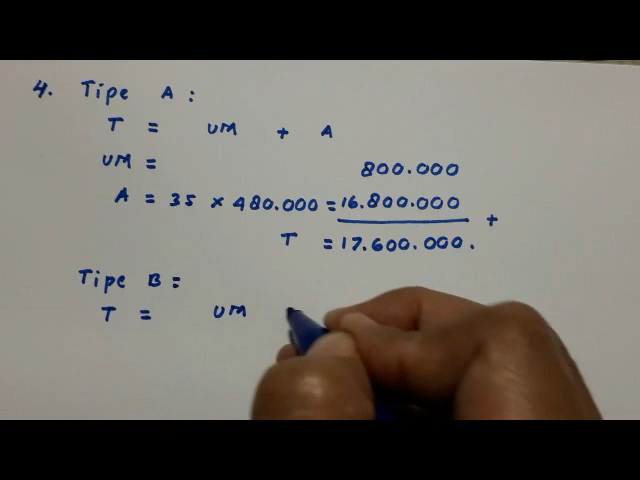 4. Tipe A:
T = UM + A
UM = 800.000
A = 35 × 480.000 = 16.800.000 +
T = 17.600.000.
Tipe B:
T = UM